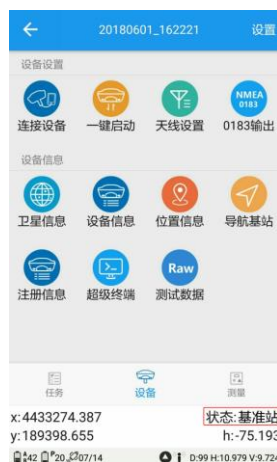 20180601_162221 设置
设备设置
连接设备 一键启动 天线设置 NMEA 0183 0183输出
设备信息
卫星信息 设备信息 位置信息 导航基站
注册信息 超级终端 Raw 测试数据
任务 设备 测量
x:4433274.387 状态:基准站
y:189398.655 h:-75.193
42 P20 07/14 D:99 H:10.979 V:9.724